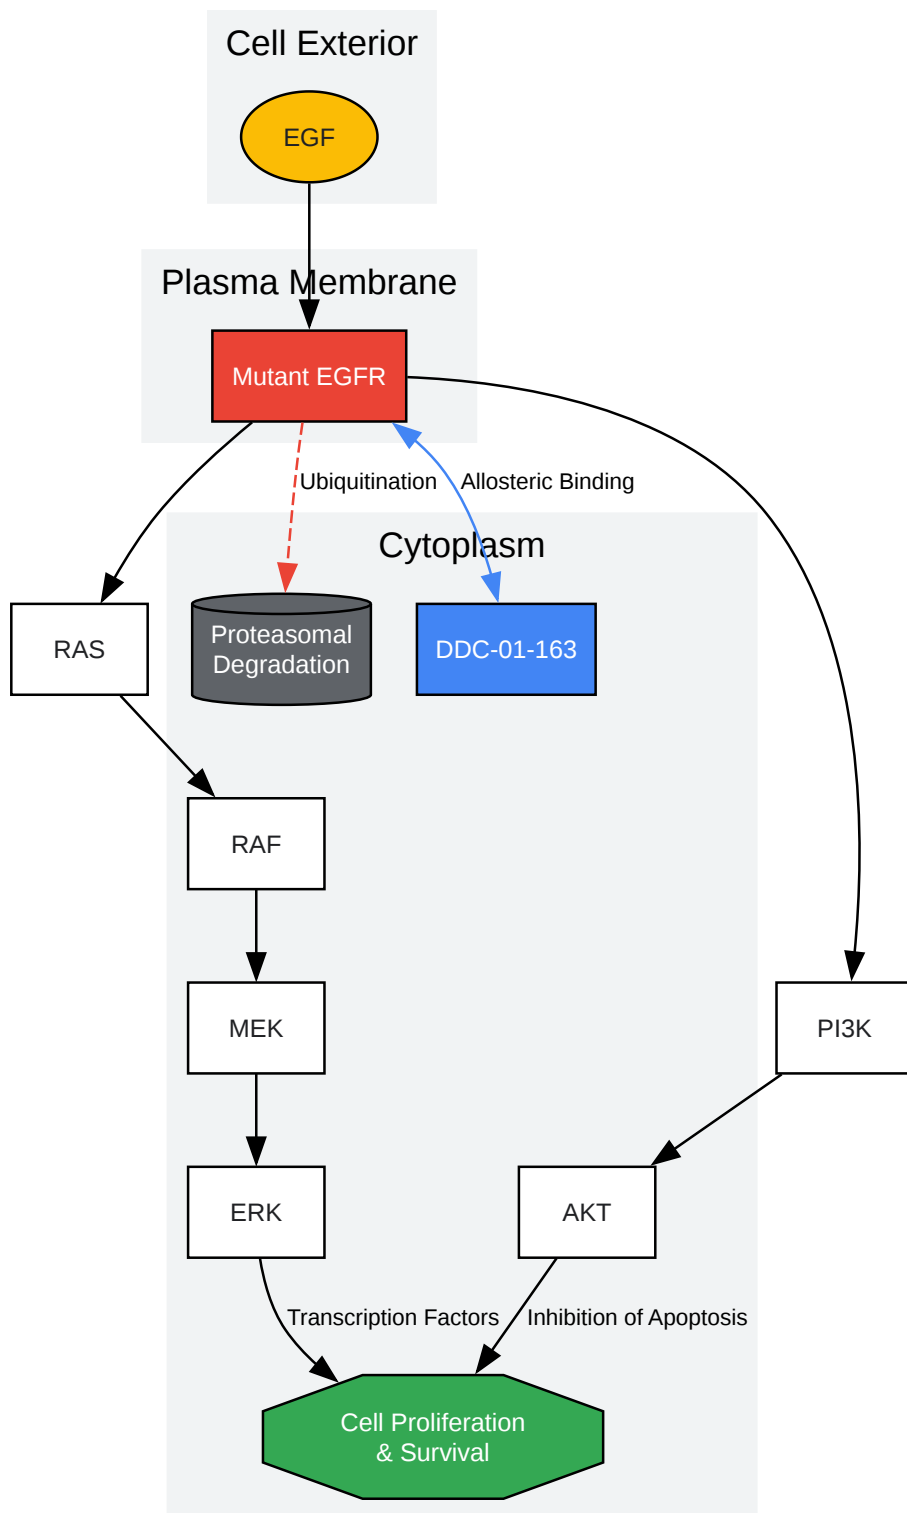 Cell Exterior
EGF
Plasma Membrane
Mutant EGFR
Ubiquitination
Allosteric Binding
Cytoplasm
RAS
Proteasomal
Degradation
DDC-01-163
RAF
MEK
PI3K
ERK
AKT
Transcription Factors
Inhibition of Apoptosis
Cell Proliferation
& Survival